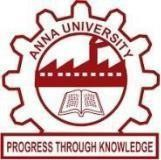 ANNA UNIVERSITY
PROGRESS THROUGH KNOWLEDGE